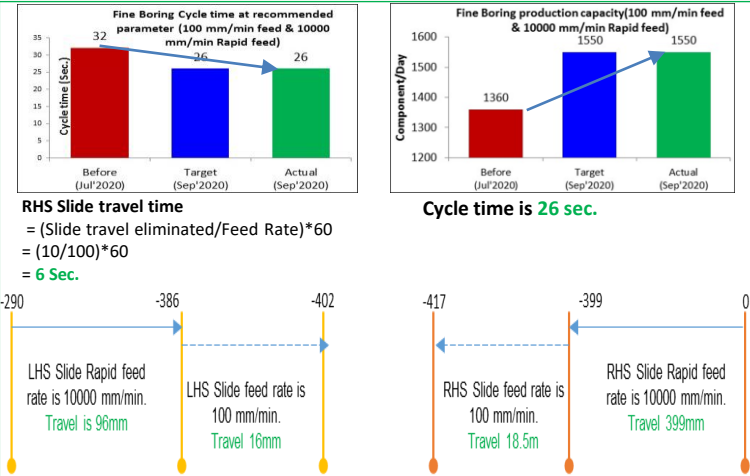 Fine Boring Cycle time at recommended
parameter (100 mm/min feed & 10000
mm/min Rapid feed)
Cycle time (Sec.)
35
30
25
20
15
10
5
0
32
26
26
Before
(Jul'2020)
Target
(Sep'2020)
Actual
(Sep'2020)
Fine Boring production capacity(100 mm/min feed
& 10000 mm/min Rapid feed)
Component/Day
1600
1500
1400
1300
1200
1360
1550
1550
Before
(Jul'2020)
Target
(Sep'2020)
Actual
(Sep'2020)
RHS Slide travel time
= (Slide travel eliminated/Feed Rate)*60
= (10/100)*60
= 6 Sec.
Cycle time is 26 sec.
-290
-386
-402
LHS Slide Rapid feed
rate is 10000 mm/min.
Travel is 96mm
LHS Slide feed rate is
100 mm/min.
Travel 16mm
-417
-399
0
RHS Slide feed rate is
100 mm/min.
Travel 18.5m
RHS Slide Rapid feed
rate is 10000 mm/min.
Travel 399mm